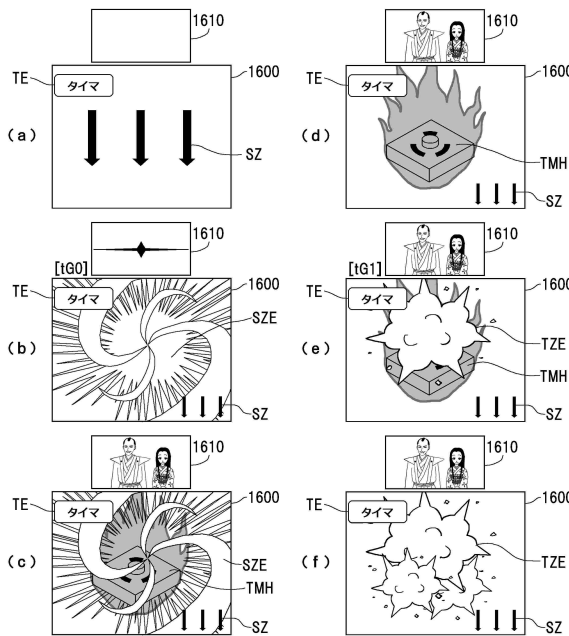 1610
TE
タイマ
1600
(a)
SZ
[tG0]
1610
TE
タイマ
1600
SZE
(b)
SZ
1610
TE
タイマ
1600
SZE
(c)
TMH
SZ
1610
TE
タイマ
1600
(d)
TMH
SZ
[tG1]
1610
TE
タイマ
1600
(e)
TZE
TMH
SZ
1610
TE
タイマ
1600
(f)
TZE
SZ